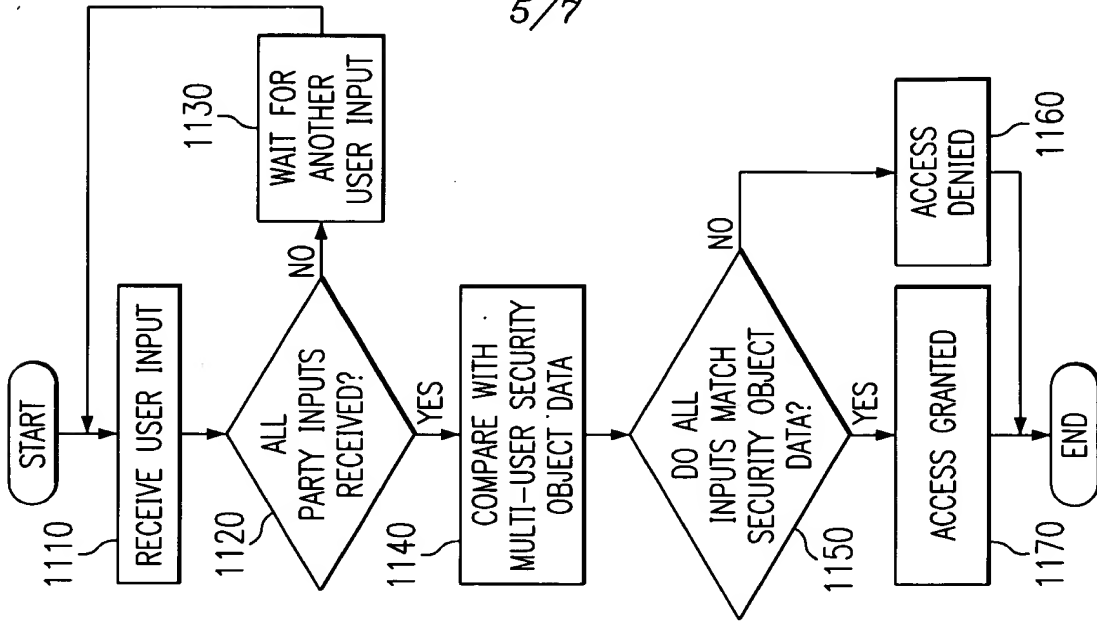 5/7
START
1110
RECEIVE USER INPUT
1120
ALL
PARTY INPUTS
RECEIVED?
NO
1130
WAIT FOR
ANOTHER
USER INPUT
YES
1140
COMPARE WITH
MULTI-USER SECURITY
OBJECT DATA
DO ALL
INPUTS MATCH
SECURITY OBJECT
DATA?
1150
NO
ACCESS
DENIED
1160
YES
ACCESS GRANTED
1170
END